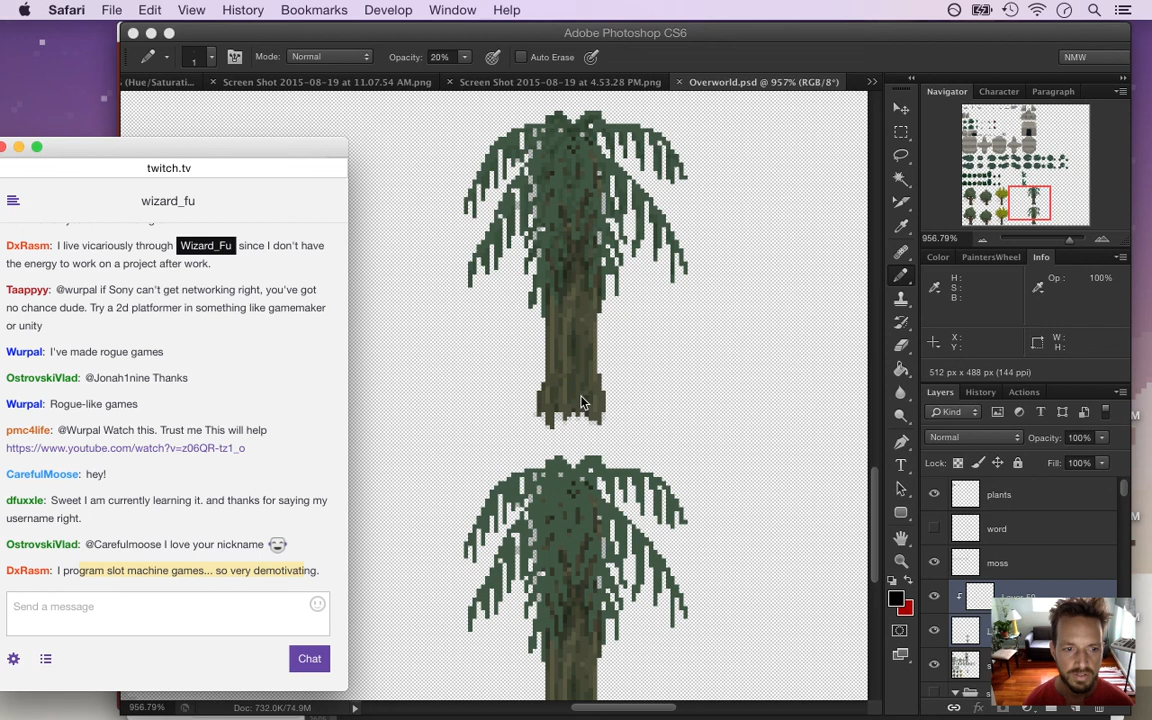 Safari File Edit View History Bookmarks Develop Window Help
Adobe Photoshop CS6
1 Mode: Normal Opacity: 20% Auto Erase NMW
(Hue/Saturati... × Screen Shot 2015-08-19 at 11.07.54 AM.png × Screen Shot 2015-08-19 at 4.53.28 PM.png × Overworld.psd @ 957% (RGB/8*) >>
Navigator Character Paragraph
twitch.tv
wizard_fu
DxRasm: I live vicariously through Wizard_Fu since I don't have
the energy to work on a project after work.
Taappyy: @wurpal if Sony can't get networking right, you've got
no chance dude. Try a 2d platformer in something like gamemaker
or unity
Wurpal: I've made rogue games
OstrovskiVlad: @Jonah1nine Thanks
Wurpal: Rogue-like games
pmc4life: @Wurpal Watch this. Trust me This will help
https://www.youtube.com/watch?v=z06QR-tz1_o
CarefulMoose: hey!
dfuxxle: Sweet I am currently learning it. and thanks for saying my
username right.
OstrovskiVlad: @Carefulmoose I love your nickname
DxRasm: I program slot machine games... so very demotivating.
Send a message
Chat
956.79%
Color PaintersWheel Info
H:
S:
B:
Op: 100%
X:
Y:
W:
H:
512 px x 488 px (144 ppi)
Layers History Actions
Kind
Normal Opacity: 100%
Lock: Fill: 100%
plants
word
moss
956.79% Doc: 732.0K/74.9M